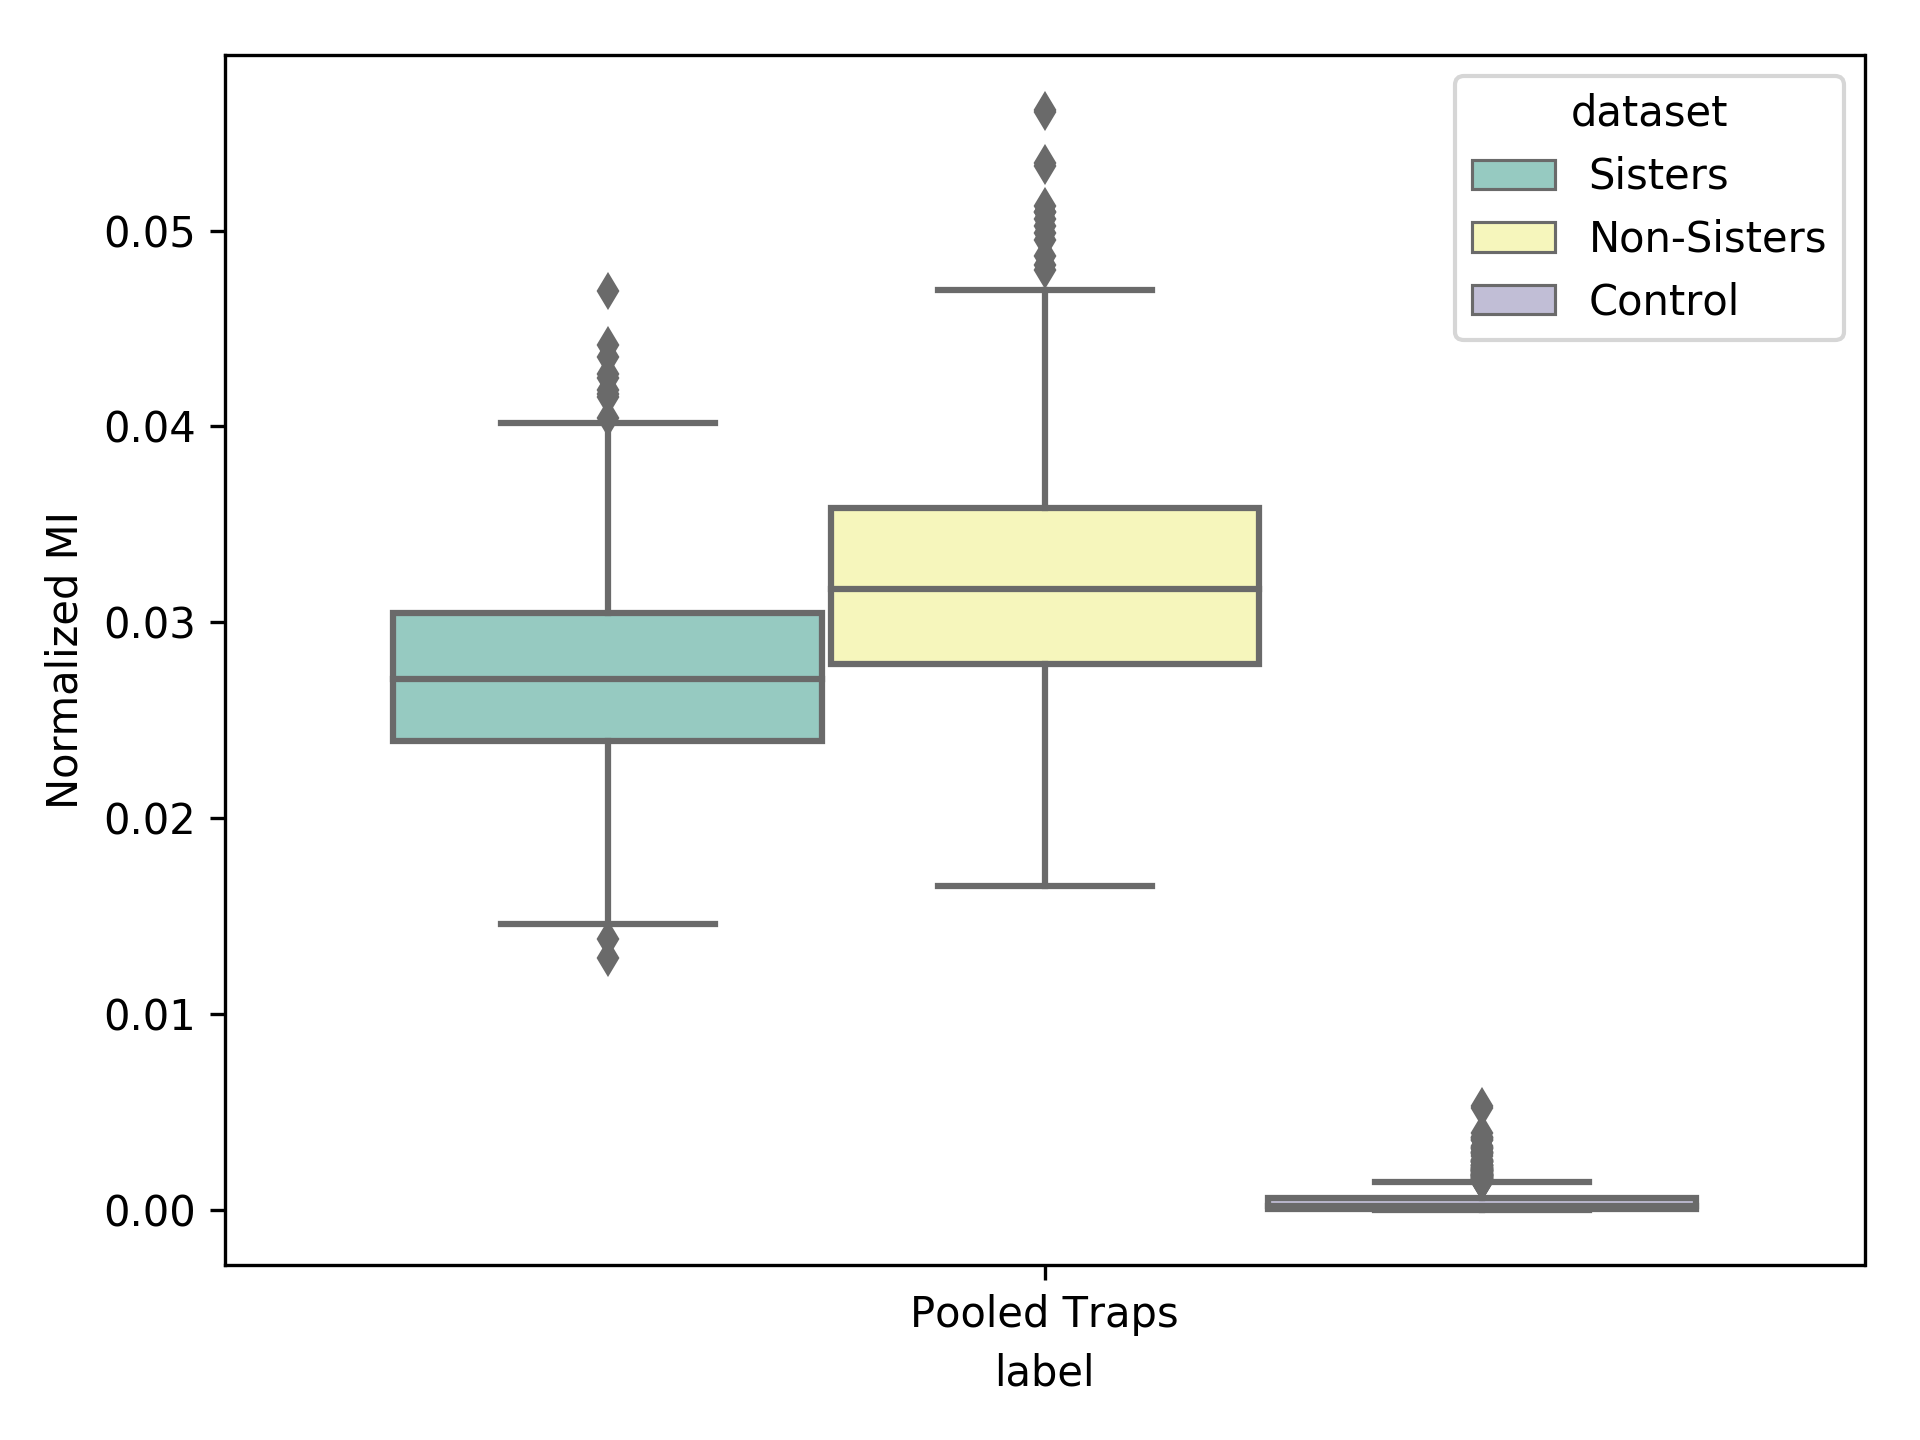 dataset
Sisters
Non-Sisters
Control
Normalized MI
0.05
0.04
0.03
0.02
0.01
0.00
Pooled Traps
label